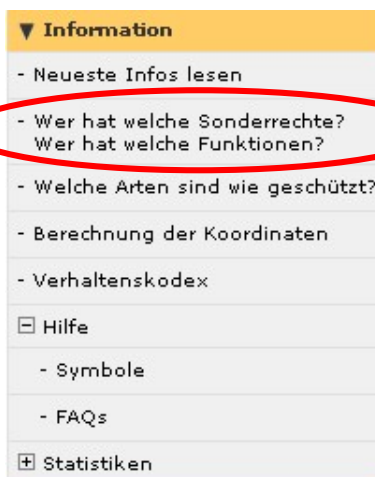 ▼ Information
- Neueste Infos lesen
- Wer hat welche Sonderrechte?
Wer hat welche Funktionen?
- Welche Arten sind wie geschützt?
- Berechnung der Koordinaten
- Verhaltenskodex
⊟ Hilfe
- Symbole
- FAQs
⊞ Statistiken